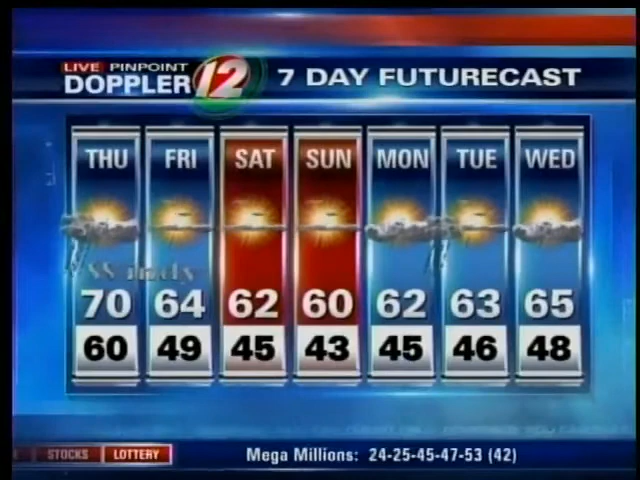 LIVE PINPOINT
DOPPLER 12
7 DAY FUTURECAST
THU FRI SAT SUN MON TUE WED
Windy
70 64 62 60 62 63 65
60 49 45 43 45 46 48
STOCKS LOTTERY Mega Millions: 24-25-45-47-53 (42)